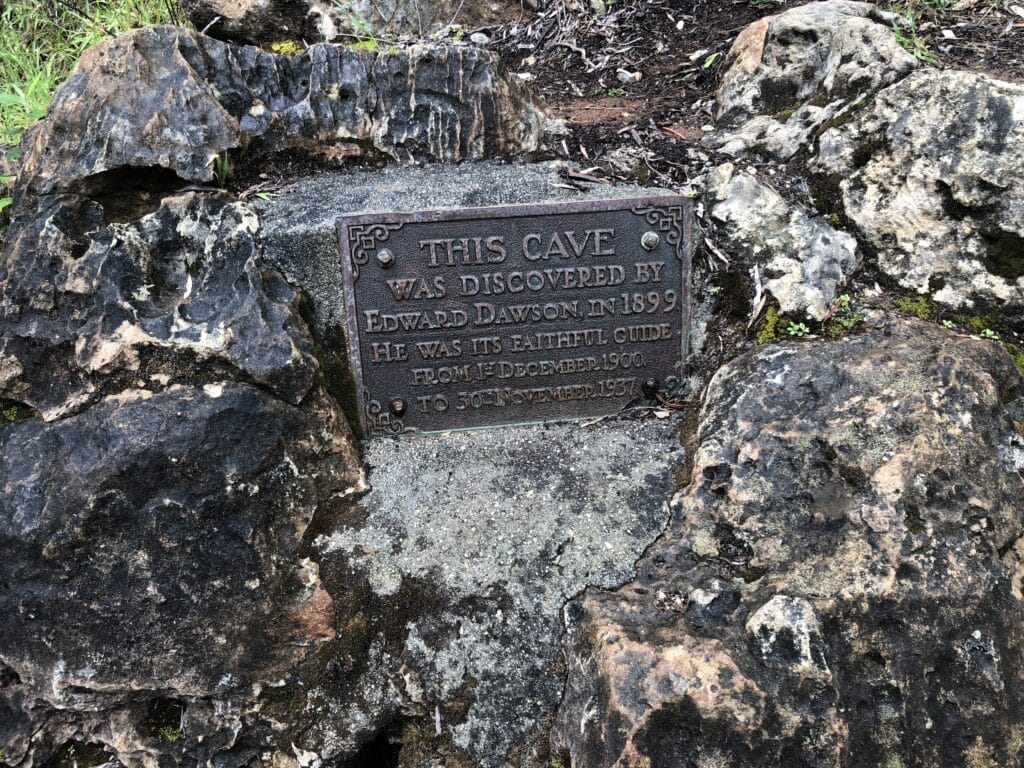 THIS CAVE
WAS DISCOVERED BY
EDWARD DAWSON, IN 1899
HE WAS ITS FAITHFUL GUIDE
FROM 1ST DECEMBER 1900
TO 30TH NOVEMBER 1937